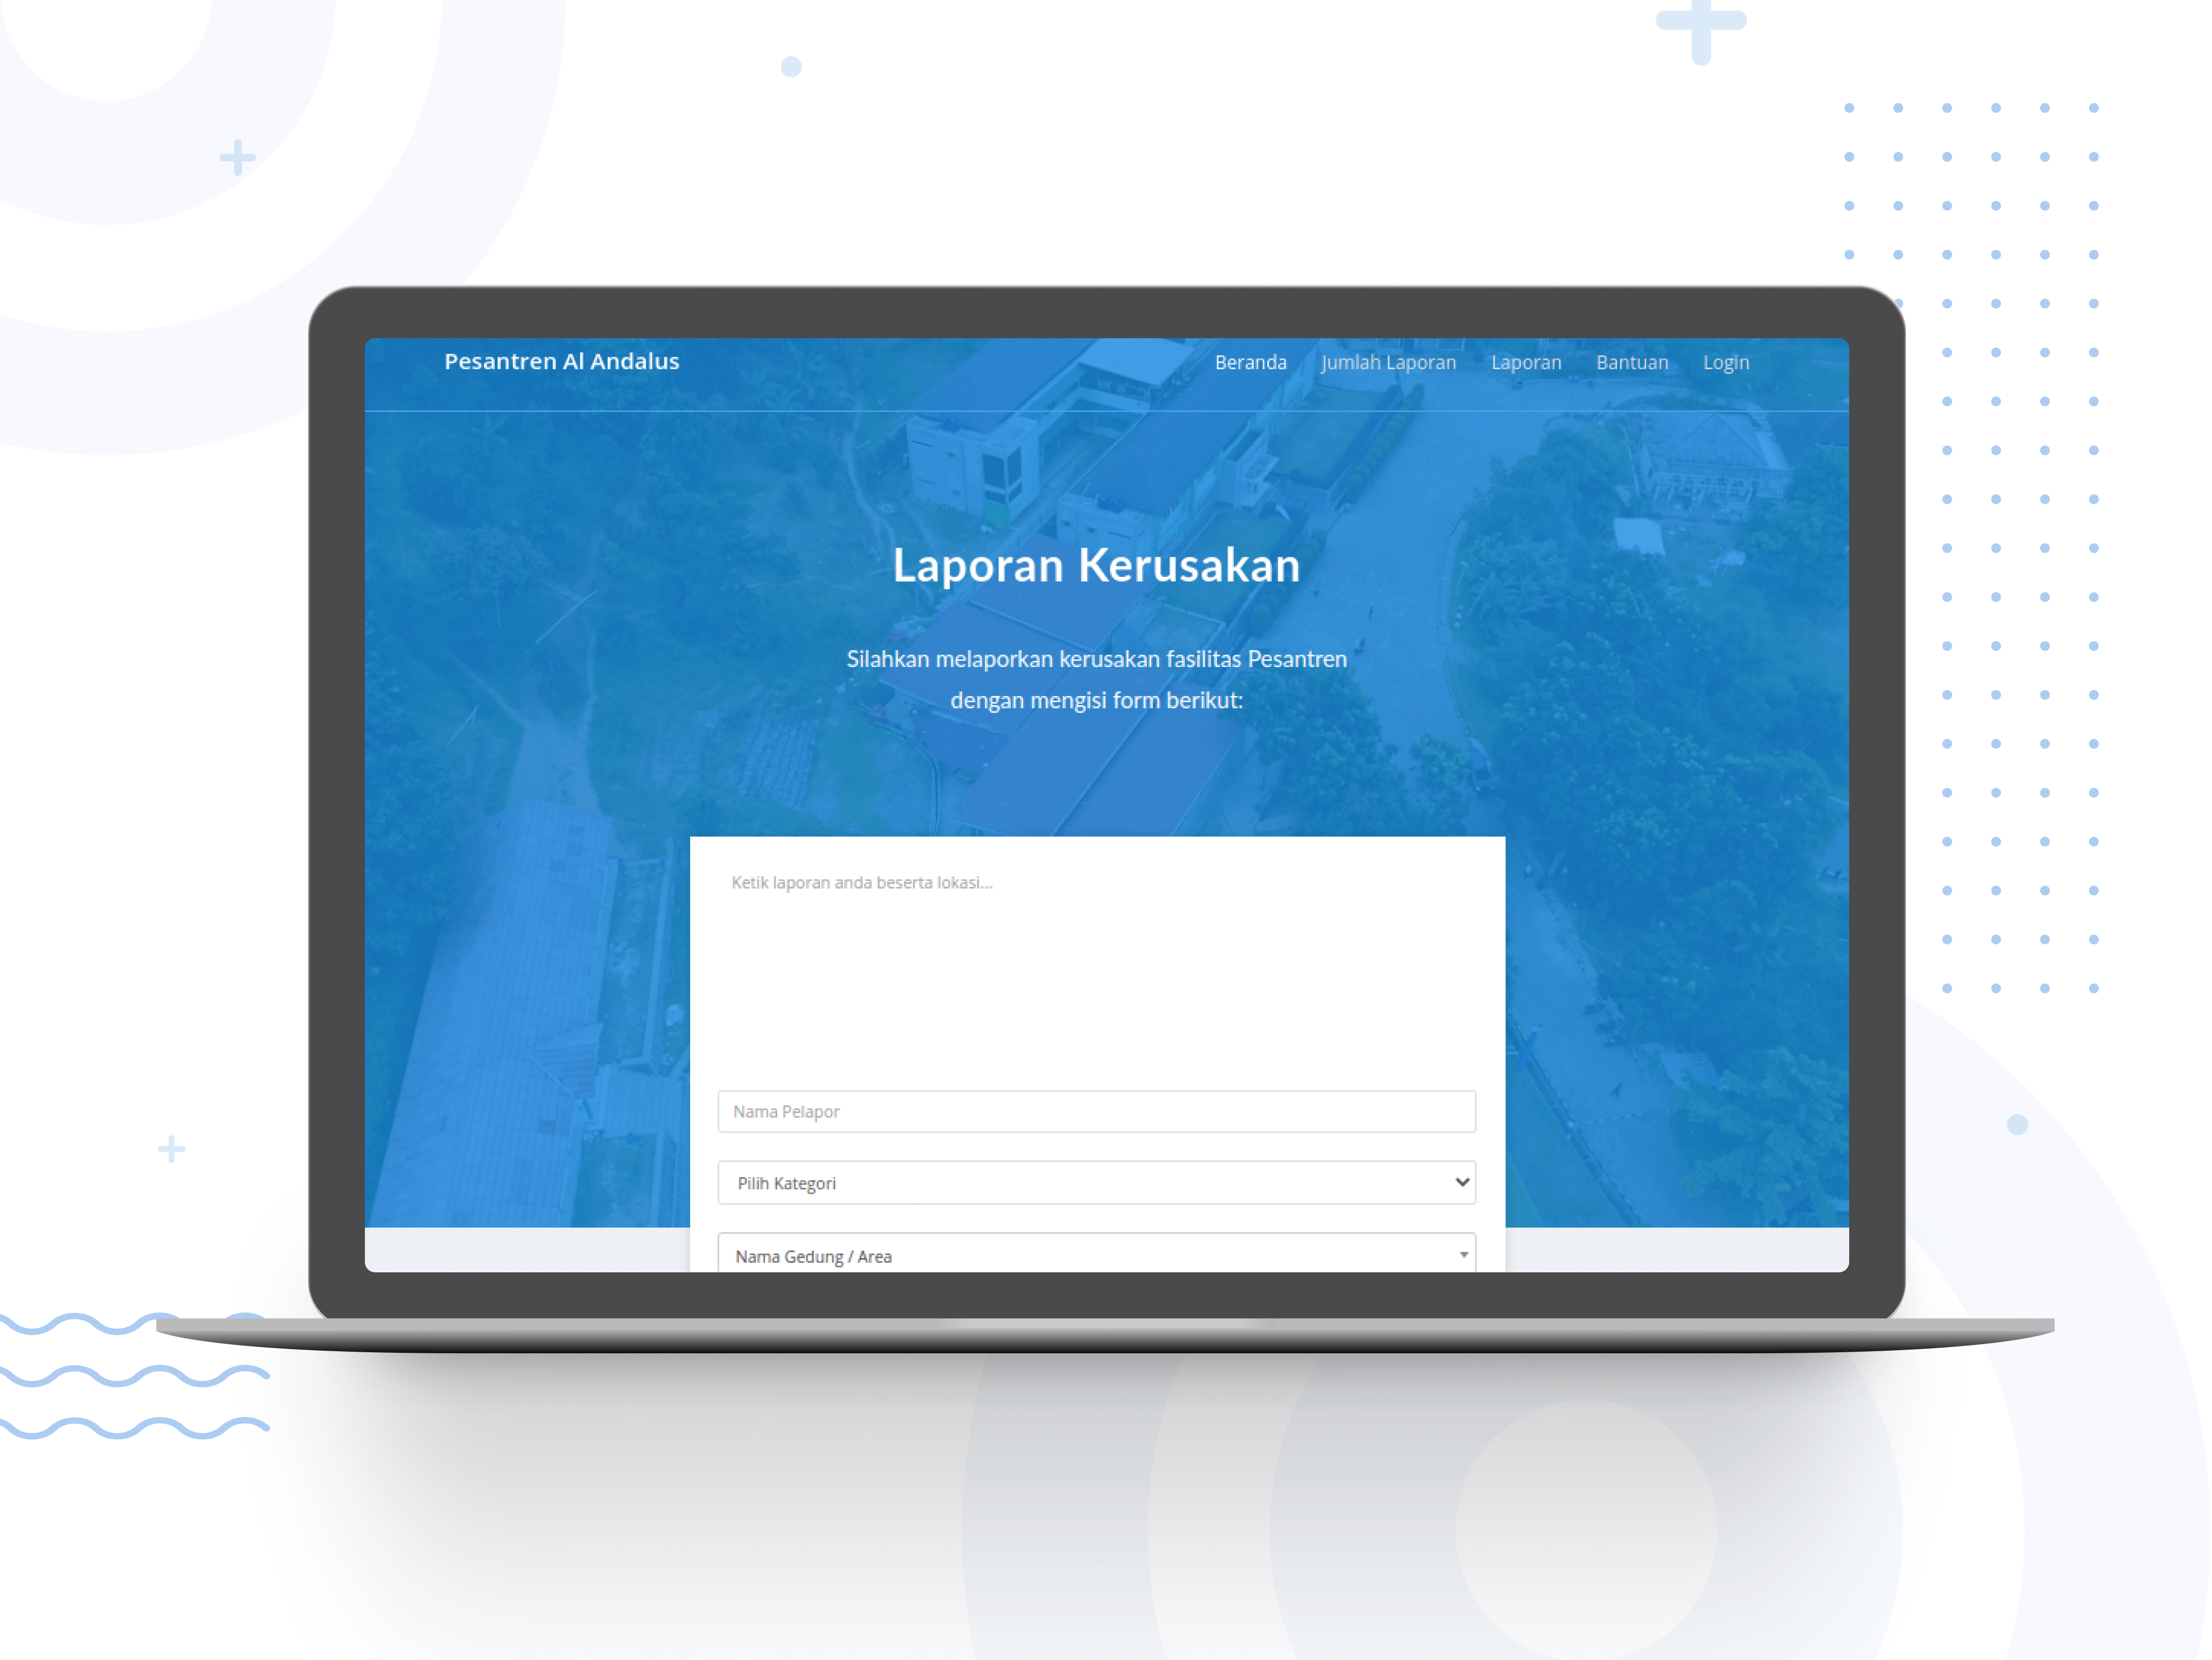 Pesantren Al Andalus
Beranda Jumlah Laporan Laporan Bantuan Login
Laporan Kerusakan
Silahkan melaporkan kerusakan fasilitas Pesantren
dengan mengisi form berikut:
Ketik laporan anda beserta lokasi...
Nama Pelapor
Pilih Kategori
Nama Gedung / Area